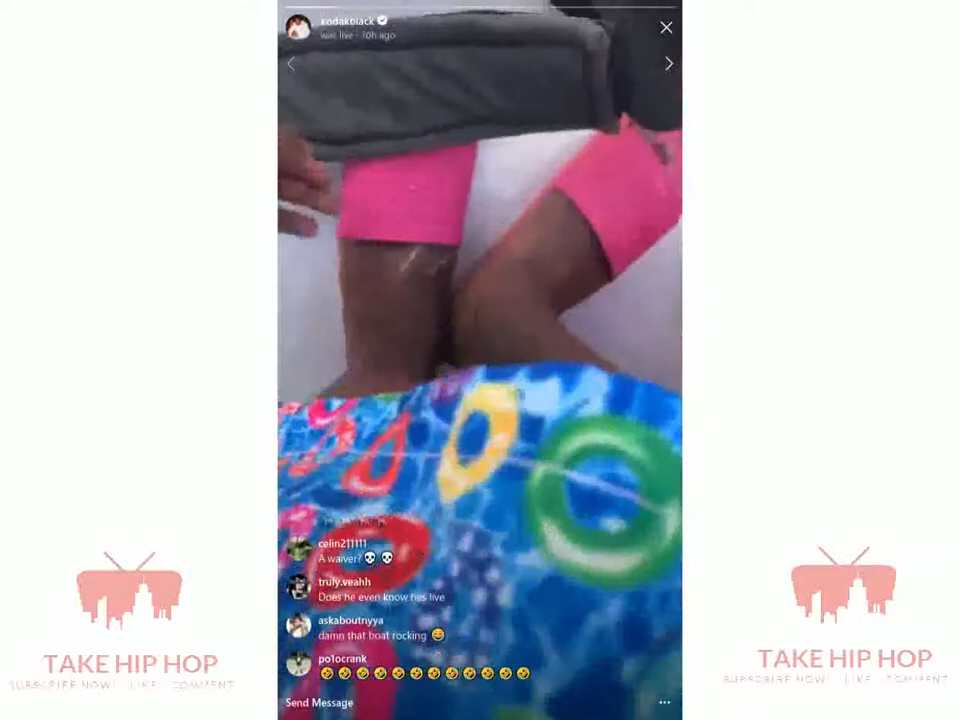 kodakblack
was live · 10h ago
celin211111
A waiver? 💀 💀
truly.veahh
Does he even know hes live
askaboutnyya
damn that boat rocking 😅
po1ocrank
🤣🤣🤣🤣🤣🤣🤣🤣🤣🤣🤣🤣
Send Message
TAKE HIP HOP
SUBSCRIBE NOW! · LIKE · COMMENT
TAKE HIP HOP
SUBSCRIBE NOW! · LIKE · COMMENT